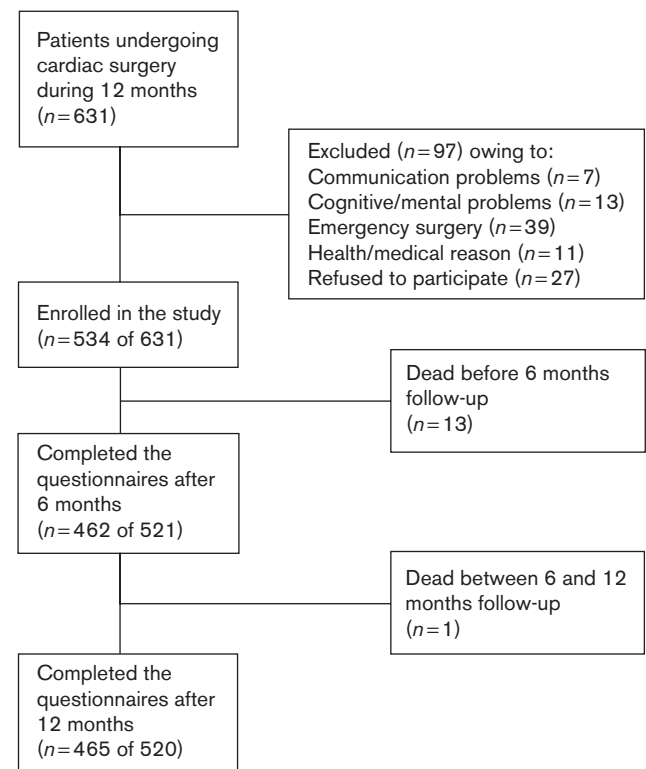 Patients undergoing
cardiac surgery
during 12 months
(n=631)
Excluded (n=97) owing to:
Communication problems (n=7)
Cognitive/mental problems (n=13)
Emergency surgery (n=39)
Health/medical reason (n=11)
Refused to participate (n=27)
Enrolled in the study
(n=534 of 631)
Dead before 6 months
follow-up
(n=13)
Completed the
questionnaires after
6 months
(n=462 of 521)
Dead between 6 and 12
months follow-up
(n=1)
Completed the
questionnaires after
12 months
(n=465 of 520)